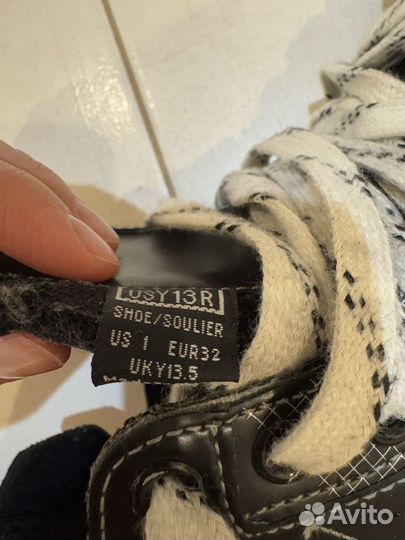 USY13R
SHOE/SOULIER
US 1 EUR32
UKY13.5
Avito